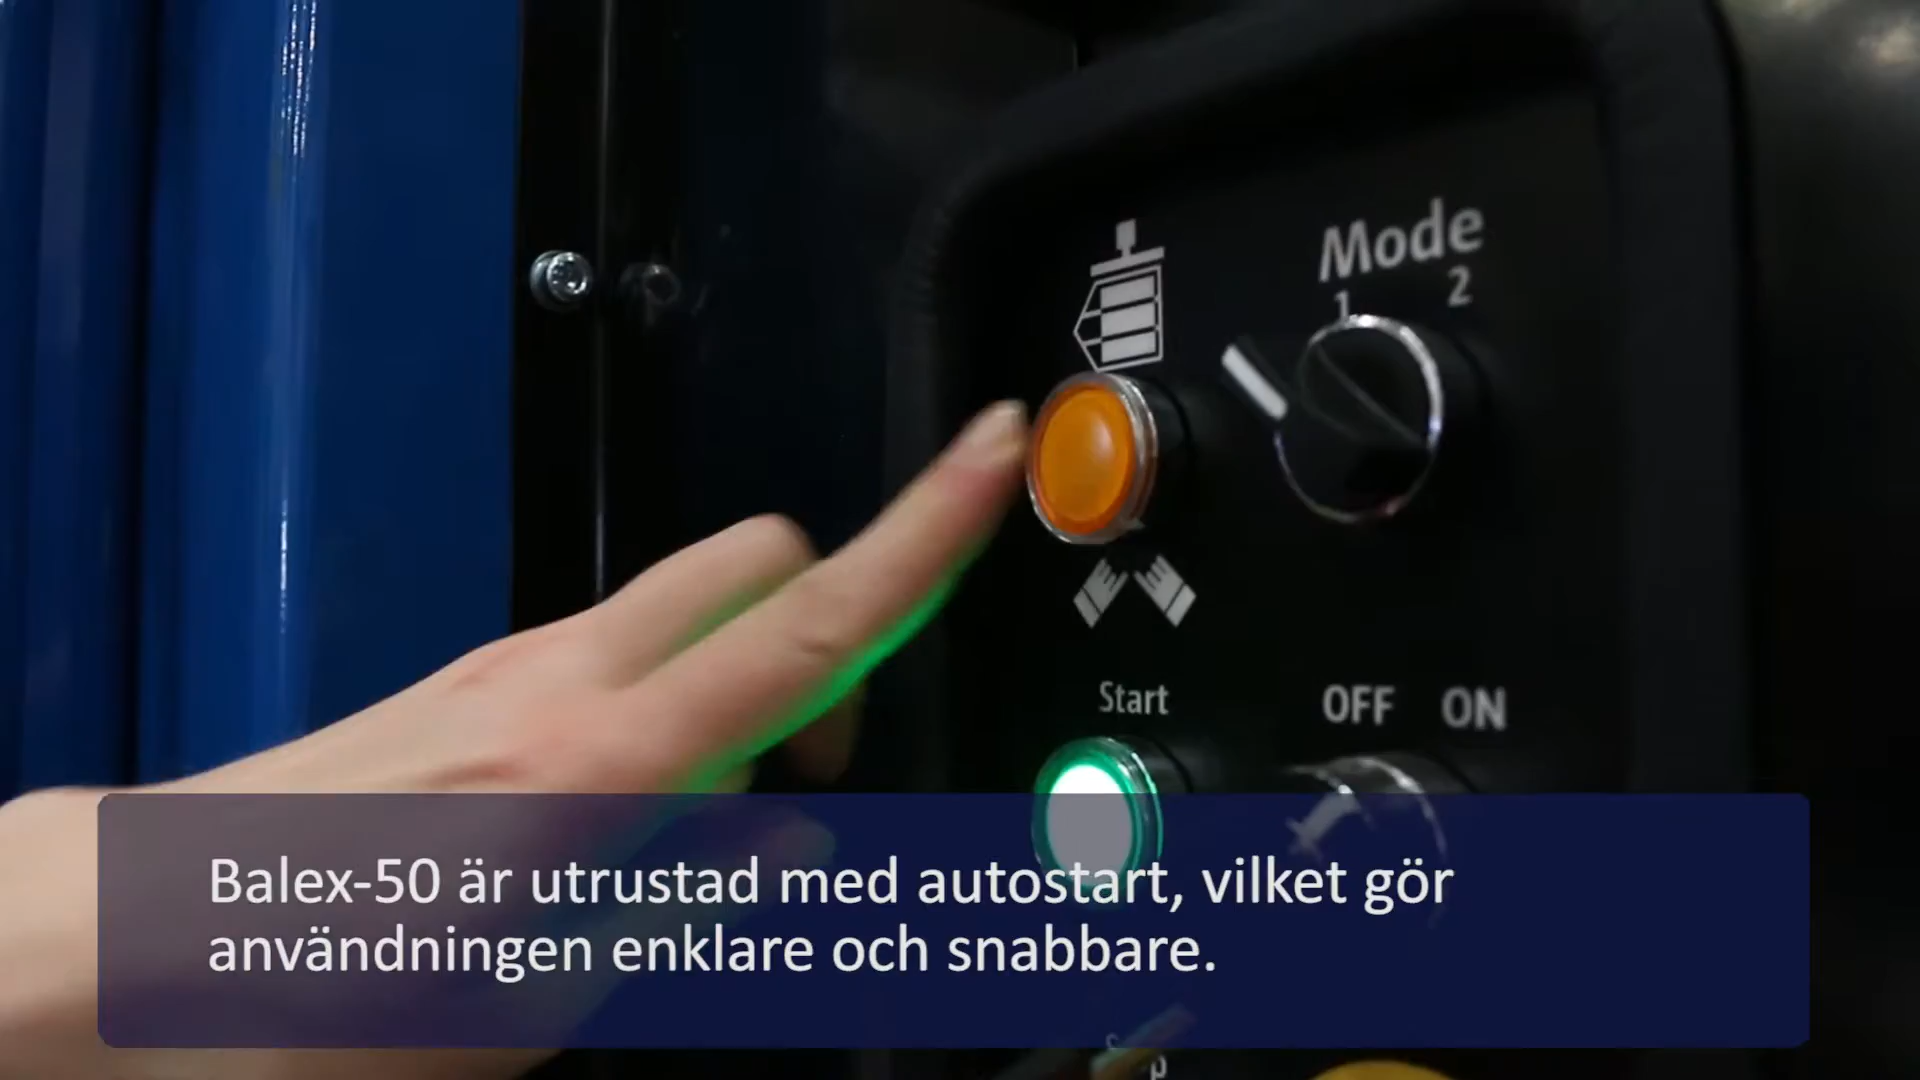 Mode
1 2
Start
OFF ON
Balex-50 är utrustad med autostart, vilket gör
användningen enklare och snabbare.